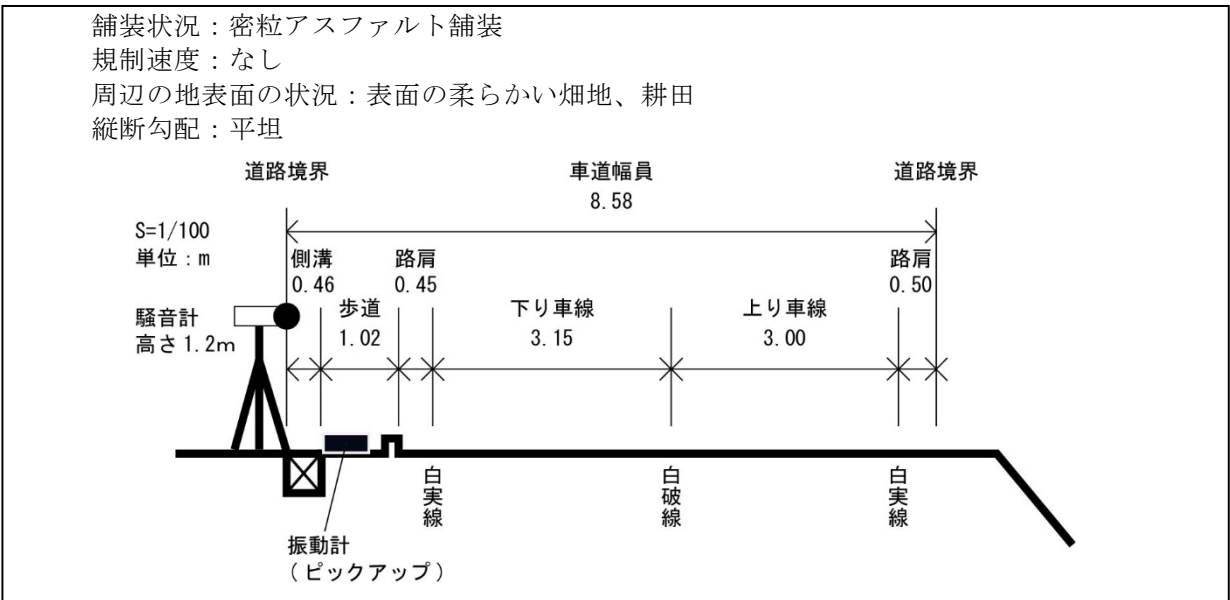 舗装状況：密粒アスファルト舗装
規制速度：なし
周辺の地表面の状況：表面の柔らかい畑地、耕田
縦断勾配：平坦
道路境界
車道幅員
道路境界
8.58
S=1/100
単位：m
側溝
0.46
路肩
0.45
路肩
0.50
騒音計
高さ1.2m
歩道
1.02
下り車線
3.15
上り車線
3.00
白実線
白破線
白実線
振動計
(ピックアップ)